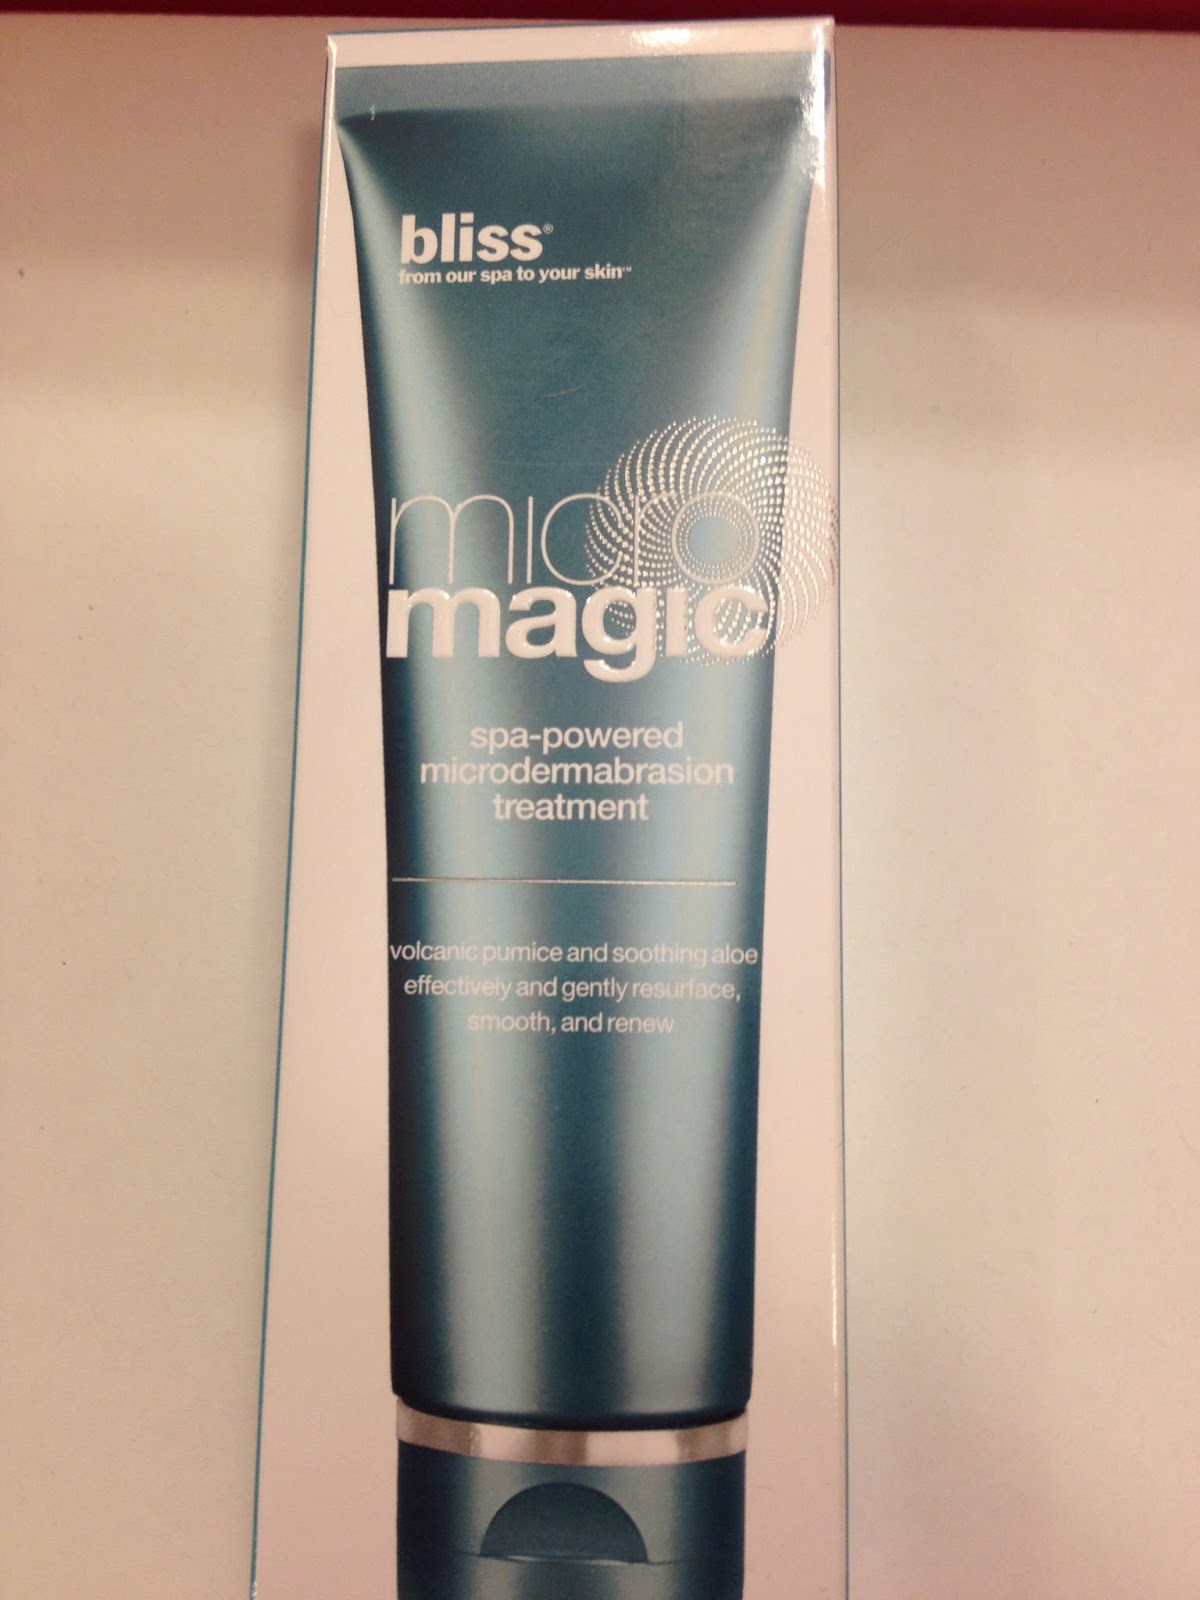 bliss®
from our spa to your skin™
micro
magic
spa-powered
microdermabrasion
treatment
volcanic pumice and soothing aloe
effectively and gently resurface,
smooth, and renew